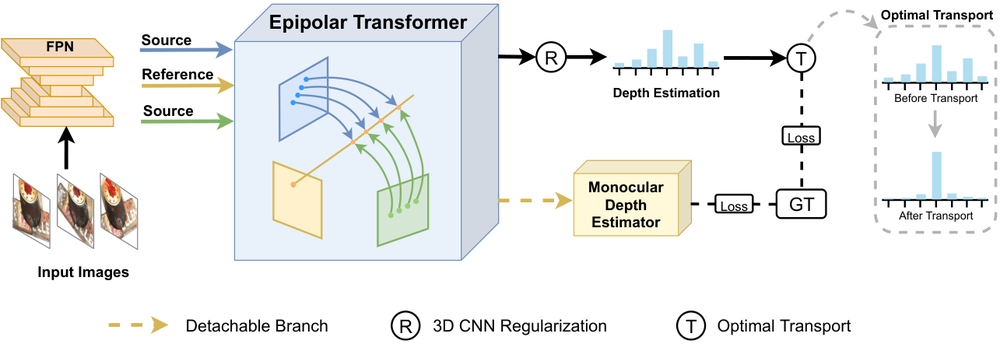 FPN
Source
Reference
Source
Input Images
Epipolar Transformer
R
Depth Estimation
T
Loss
Monocular
Depth
Estimator
Loss
GT
Optimal Transport
Before Transport
After Transport
Detachable Branch
R
3D CNN Regularization
T
Optimal Transport